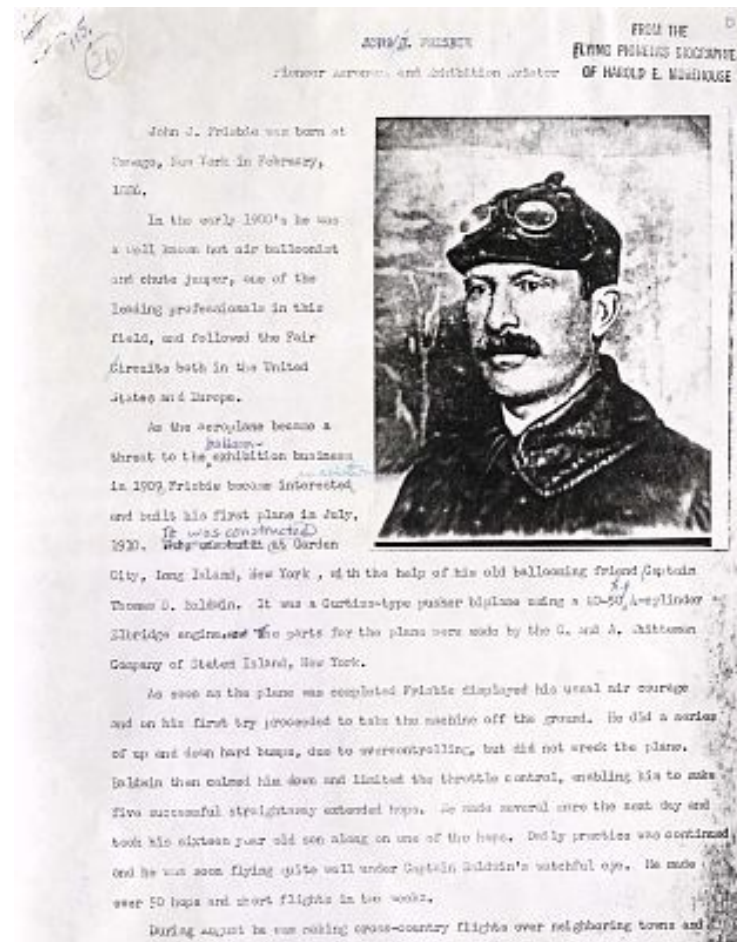 JOHN J. FRISBIE
FROM THE
FLYING PIONEERS BIOGRAPHIES
OF HAROLD E. MOREHOUSE
Pioneer Aeronaut and Exhibition Aviator
John J. Frisbie was born at
Oswego, New York in February,
In the early 1900's he was
a well known hot air balloonist
and chute jumper, one of the
leading professionals in this
field, and followed the Fair
Circuits both in the United
States and Europe.
As the aeroplane became a
balloon
threat to the exhibition business
in 1909 Frisbie became interested
and built his first plane in July,
It was constructed
1910. at Garden
City, Long Island, New York, with the help of his old ballooning friend Captain
Thomas S. Baldwin. It was a Curtiss-type pusher biplane using a 40-50 4-cylinder
Elbridge engine. The parts for the plane were made by the C. and A. Wittemann
Company of Staten Island, New York.
As soon as the plane was completed Frisbie displayed his usual air courage
and on his first try proceeded to take the machine off the ground. He did a series
of up and down hard bumps, due to overcontrolling, but did not wreck the plane.
Baldwin then calmed him down and limited the throttle control, enabling him to make
five successful straightaway extended hops. He made several more the next day and
took his sixteen year old son along on one of the hops. Daily practice was continued
and he was soon flying quite well under Captain Baldwin's watchful eye. He made
over 50 hops and short flights in two weeks.
During August he was making cross-country flights over neighboring towns and